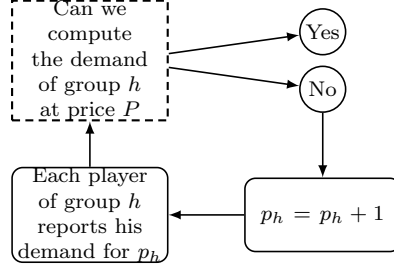 Can we
compute
the demand
of group h
at price P
Yes
No
Each player
of group h
reports his
demand for p_h
p_h = p_h + 1